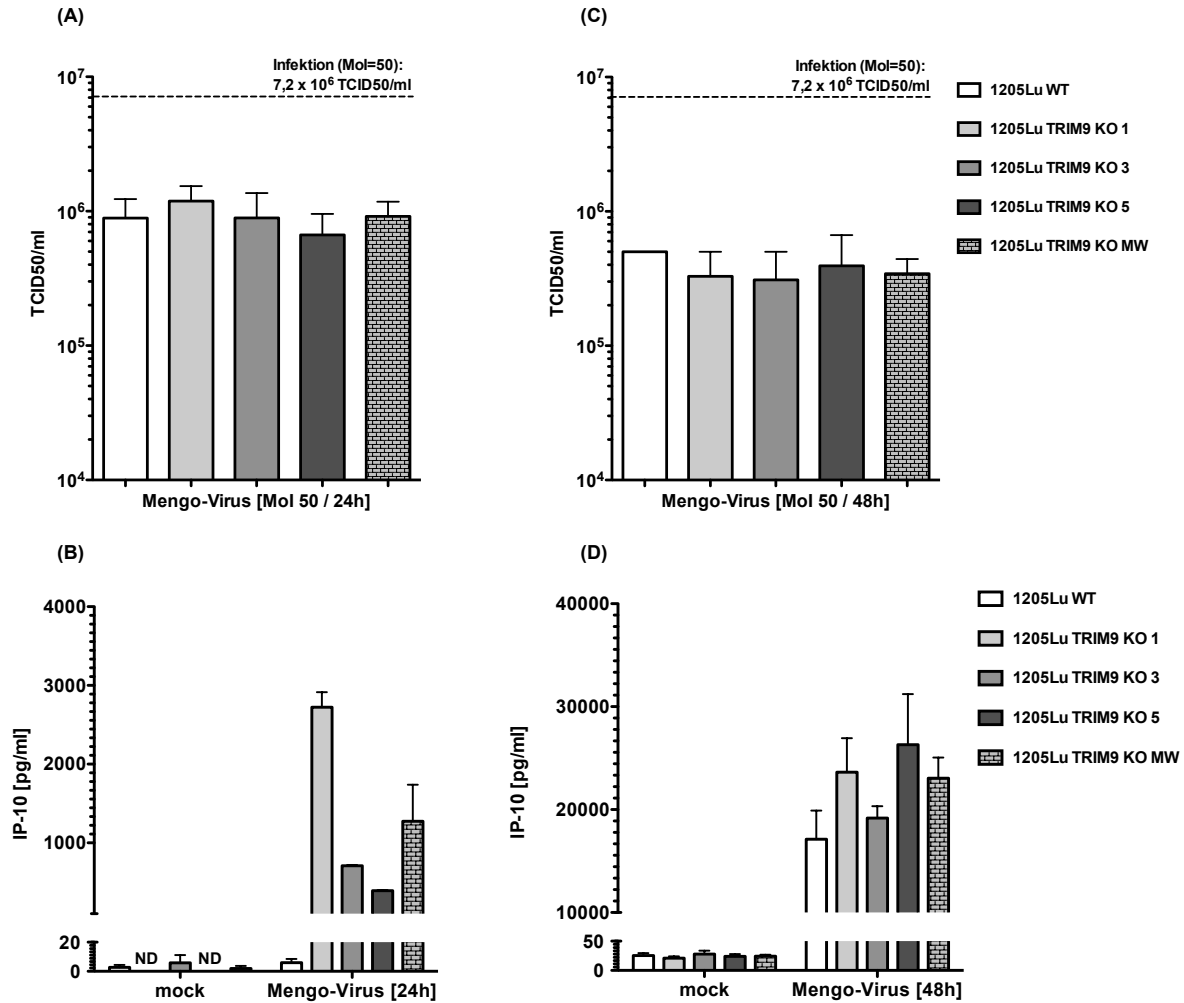 (A)
Infektion (MoI=50):
7,2 x 10⁶ TCID50/ml
10⁷
10⁶
10⁵
10⁴
TCID50/ml
Mengo-Virus [MoI 50 / 24h]
(C)
Infektion (MoI=50):
7,2 x 10⁶ TCID50/ml
10⁷
10⁶
10⁵
10⁴
TCID50/ml
Mengo-Virus [MoI 50 / 48h]
1205Lu WT
1205Lu TRIM9 KO 1
1205Lu TRIM9 KO 3
1205Lu TRIM9 KO 5
1205Lu TRIM9 KO MW
(B)
4000
3000
2000
1000
20
0
IP-10 [pg/ml]
ND
ND
mock
Mengo-Virus [24h]
(D)
40000
30000
20000
10000
50
0
IP-10 [pg/ml]
mock
Mengo-Virus [48h]
1205Lu WT
1205Lu TRIM9 KO 1
1205Lu TRIM9 KO 3
1205Lu TRIM9 KO 5
1205Lu TRIM9 KO MW